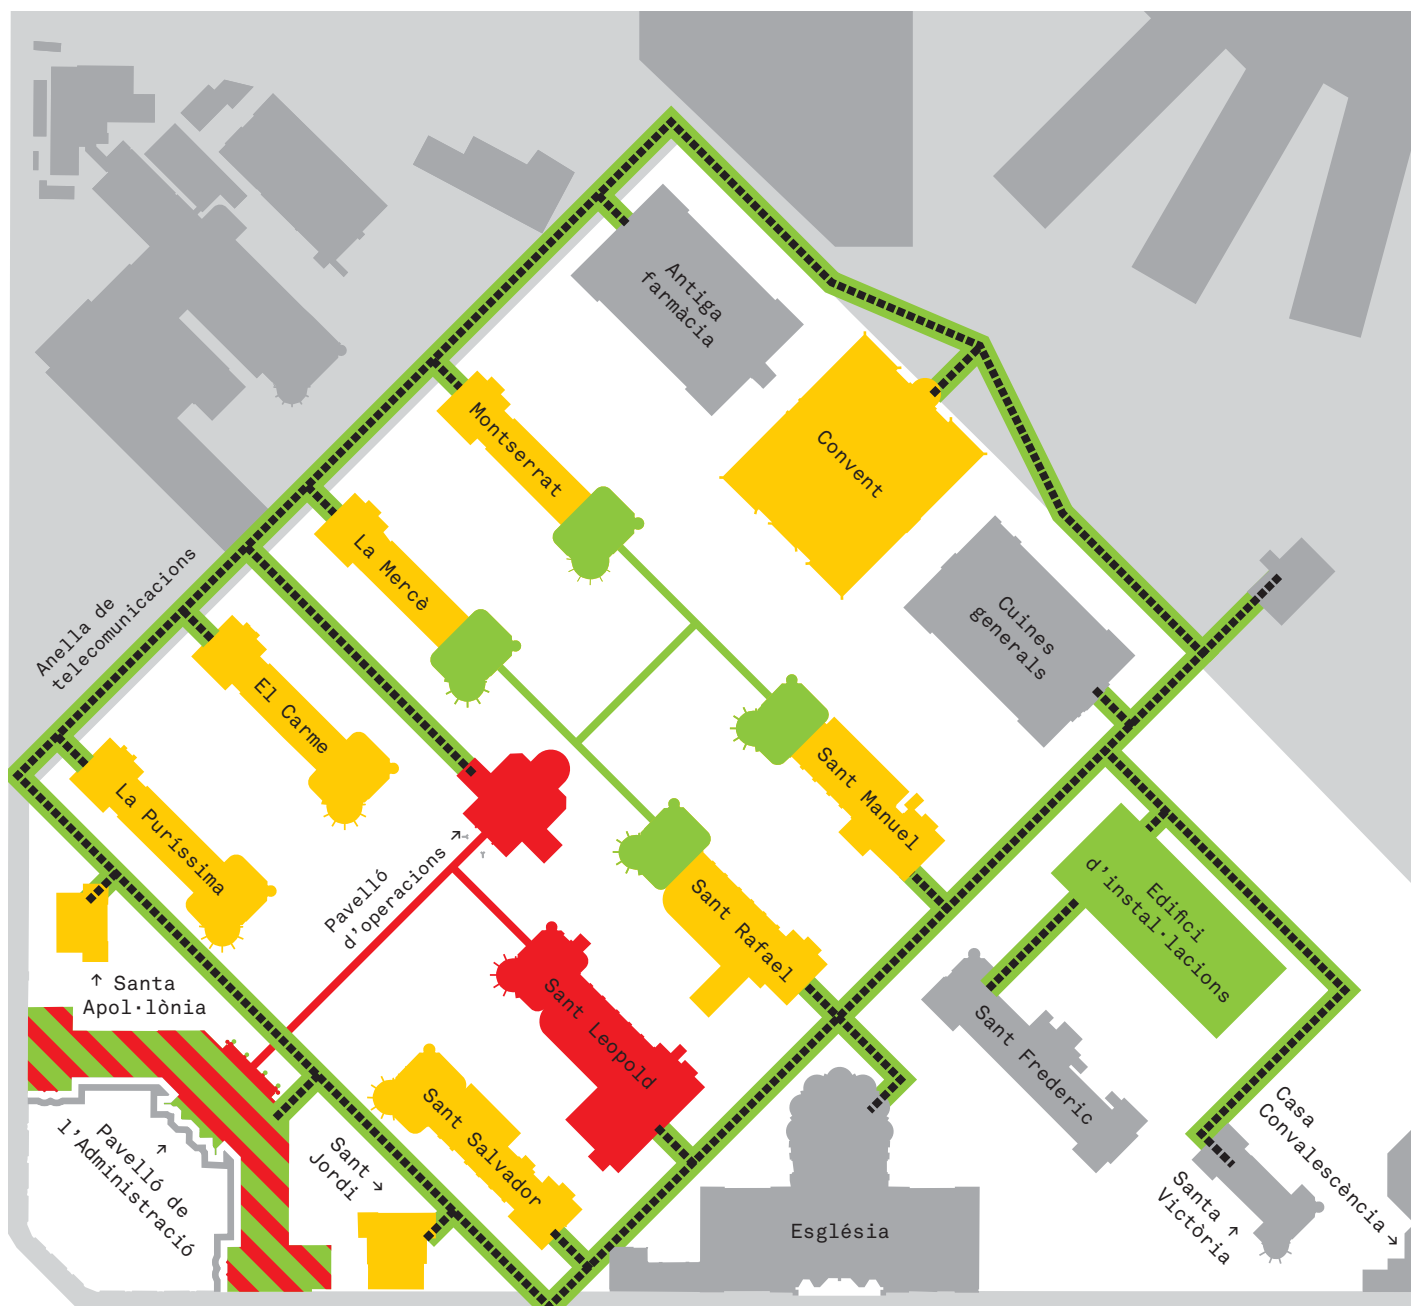 Antiga
farmàcia
Convent
Montserrat
La Mercè
Cuines
generals
Anella de
telecomunicacions
El Carme
La Puríssima
Sant Manuel
Pavelló ↗
d'operacions
Sant Rafael
Edifici
d'instal.lacions
↑ Santa
Apol·lònia
Sant Leopold
Sant Frederic
Sant Salvador
Sant →
Jordi
↑
Pavelló de
l'Administració
Església
Casa
Convalescència →
Santa ↑
Victòria